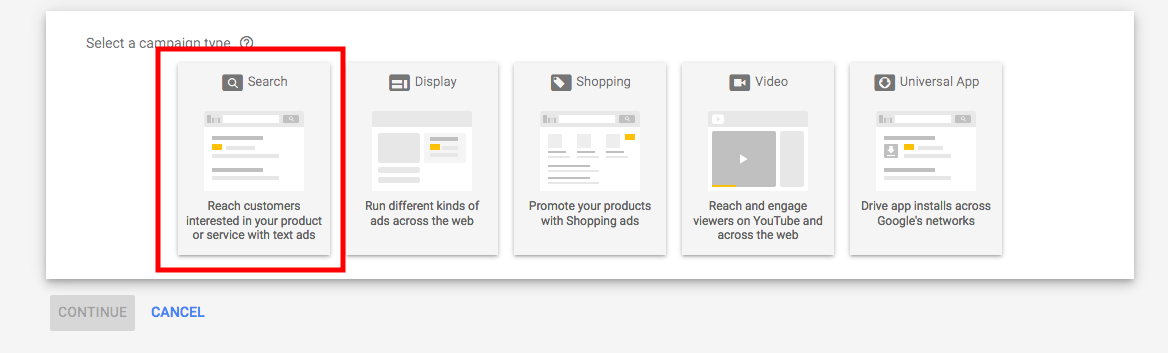 Select a campaign type
Search
Display
Shopping
Video
Universal App
Reach customers
interested in your product
or service with text ads
Run different kinds of
ads across the web
Promote your products
with Shopping ads
Reach and engage
viewers on YouTube and
across the web
Drive app installs across
Google's networks
CONTINUE
CANCEL